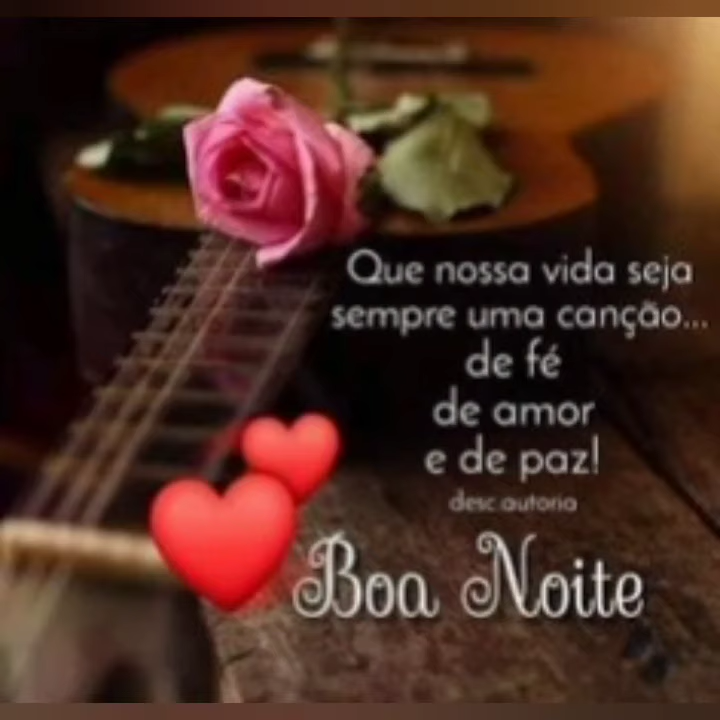 Que nossa vida seja
sempre uma canção...
de fé
de amor
e de paz!
desc.autoria
Boa Noite